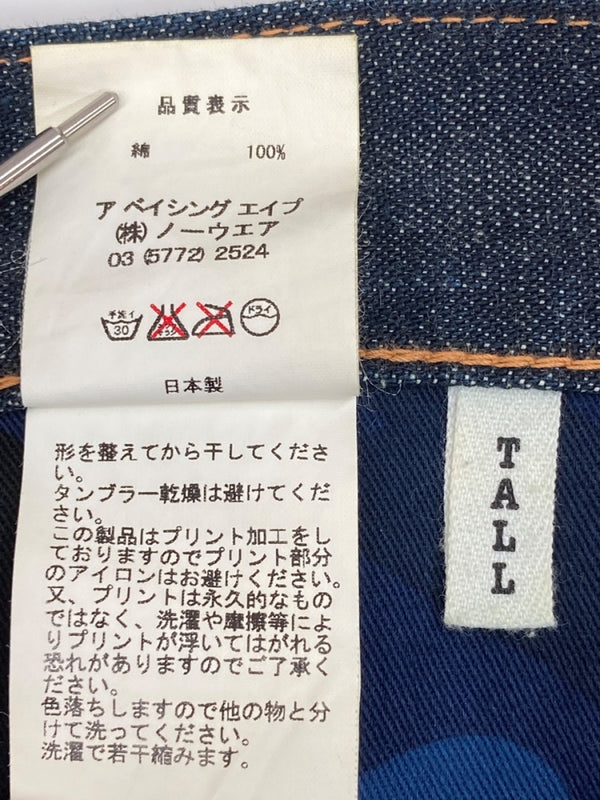 品質表示
綿 100%
ア ベイシング エイプ
(株) ノーウエア
03 (5772) 2524
手洗イ 30 ドライ
日本製
形を整えてから干してくださ
い。
タンブラー乾燥は避けてくだ
さい。
この製品はプリント加工をし
ておりますのでプリント部分
のアイロンはお避けください。
又、プリントは永久的なもの
ではなく、洗濯や摩擦等によ
りプリントが浮いてはがれる
恐れがありますのでご了承く
ださい。
色落ちしますので他の物と分
けて洗ってください。
洗濯で若干縮みます。
TALL